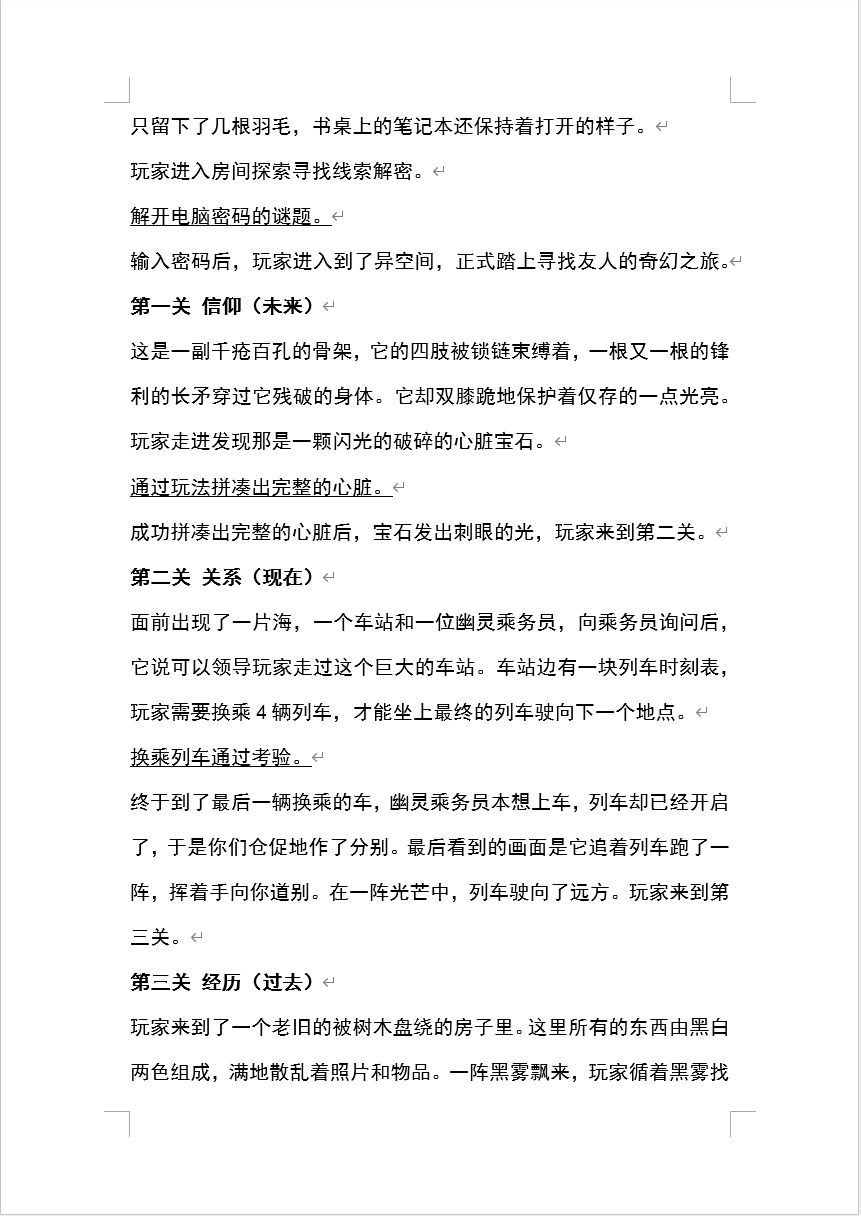 只留下了几根羽毛，书桌上的笔记本还保持着打开的样子。
玩家进入房间探索寻找线索解密。
解开电脑密码的谜题。
输入密码后，玩家进入到了异空间，正式踏上寻找友人的奇幻之旅。
第一关 信仰（未来）
这是一副千疮百孔的骨架，它的四肢被锁链束缚着，一根又一根的锋
利的长矛穿过它残破的身体。它却双膝跪地保护着仅存的一点光亮。
玩家走进发现那是一颗闪光的破碎的心脏宝石。
通过玩法拼凑出完整的心脏。
成功拼凑出完整的心脏后，宝石发出刺眼的光，玩家来到第二关。
第二关 关系（现在）
面前出现了一片海，一个车站和一位幽灵乘务员，向乘务员询问后，
它说可以领导玩家走过这个巨大的车站。车站边有一块列车时刻表，
玩家需要换乘 4 辆列车，才能坐上最终的列车驶向下一个地点。
换乘列车通过考验。
终于到了最后一辆换乘的车，幽灵乘务员本想上车，列车却已经开启
了，于是你们仓促地作了分别。最后看到的画面是它追着列车跑了一
阵，挥着手向你道别。在一阵光芒中，列车驶向了远方。玩家来到第
三关。
第三关 经历（过去）
玩家来到了一个老旧的被树木盘绕的房子里。这里所有的东西由黑白
两色组成，满地散乱着照片和物品。一阵黑雾飘来，玩家循着黑雾找